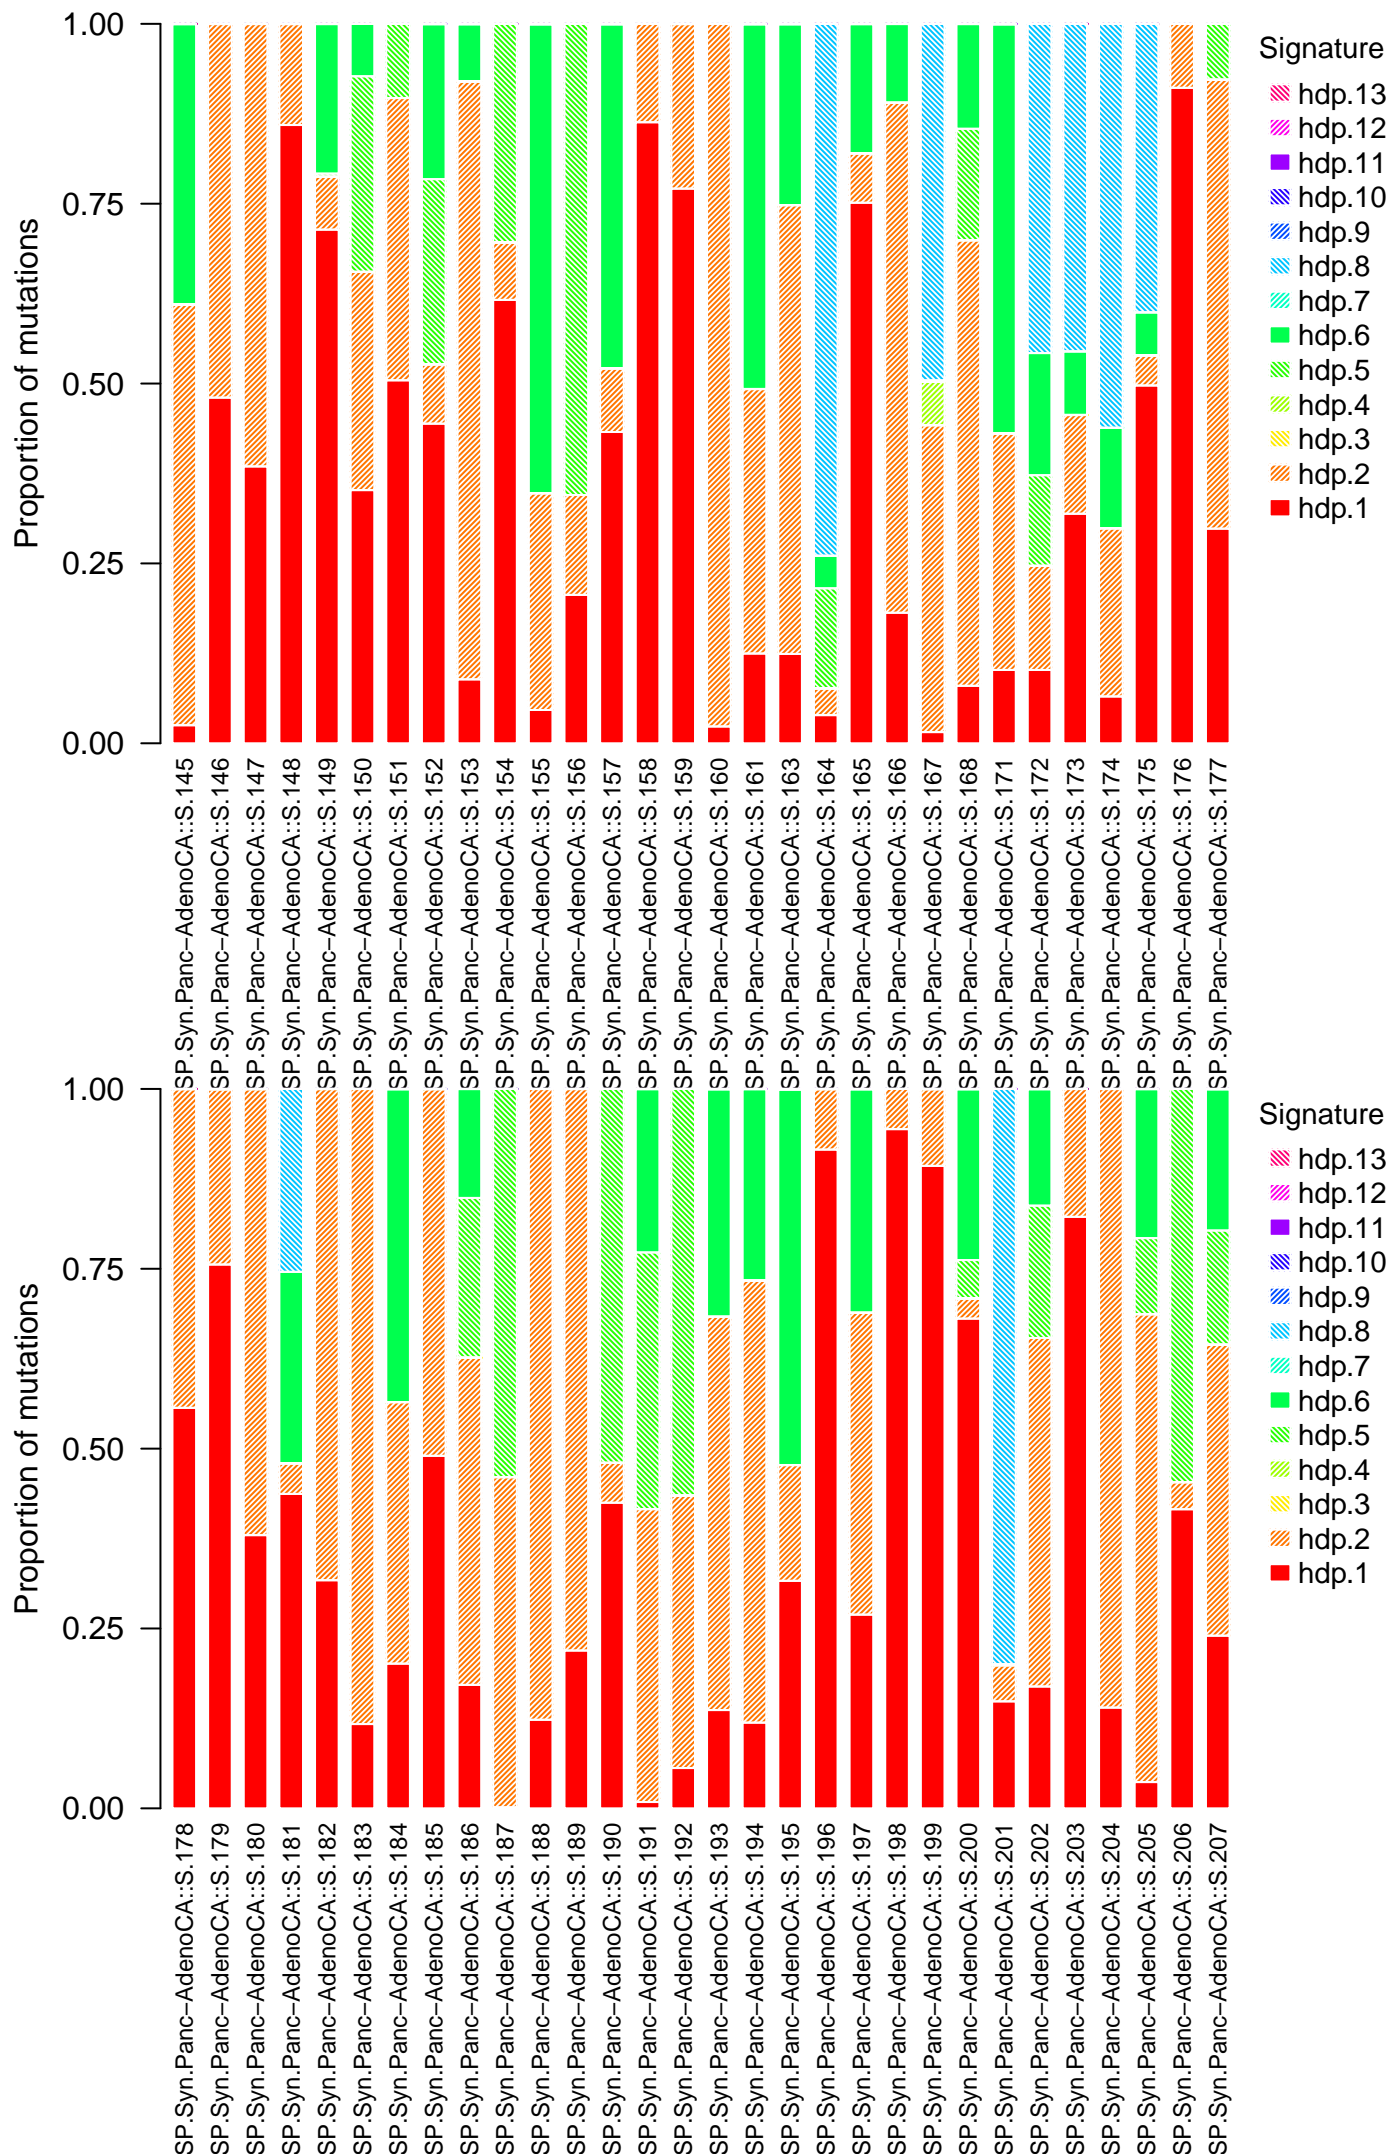 Proportion of mutations
1.00
0.75
0.50
0.25
0.00
SP.Syn.Panc−AdenoCA::S.145
SP.Syn.Panc−AdenoCA::S.146
SP.Syn.Panc−AdenoCA::S.147
SP.Syn.Panc−AdenoCA::S.148
SP.Syn.Panc−AdenoCA::S.149
SP.Syn.Panc−AdenoCA::S.150
SP.Syn.Panc−AdenoCA::S.151
SP.Syn.Panc−AdenoCA::S.152
SP.Syn.Panc−AdenoCA::S.153
SP.Syn.Panc−AdenoCA::S.154
SP.Syn.Panc−AdenoCA::S.155
SP.Syn.Panc−AdenoCA::S.156
SP.Syn.Panc−AdenoCA::S.157
SP.Syn.Panc−AdenoCA::S.158
SP.Syn.Panc−AdenoCA::S.159
SP.Syn.Panc−AdenoCA::S.160
SP.Syn.Panc−AdenoCA::S.161
SP.Syn.Panc−AdenoCA::S.163
SP.Syn.Panc−AdenoCA::S.164
SP.Syn.Panc−AdenoCA::S.165
SP.Syn.Panc−AdenoCA::S.166
SP.Syn.Panc−AdenoCA::S.167
SP.Syn.Panc−AdenoCA::S.168
SP.Syn.Panc−AdenoCA::S.171
SP.Syn.Panc−AdenoCA::S.172
SP.Syn.Panc−AdenoCA::S.173
SP.Syn.Panc−AdenoCA::S.174
SP.Syn.Panc−AdenoCA::S.175
SP.Syn.Panc−AdenoCA::S.176
SP.Syn.Panc−AdenoCA::S.177
Signature
hdp.13
hdp.12
hdp.11
hdp.10
hdp.9
hdp.8
hdp.7
hdp.6
hdp.5
hdp.4
hdp.3
hdp.2
hdp.1
Proportion of mutations
1.00
0.75
0.50
0.25
0.00
SP.Syn.Panc−AdenoCA::S.178
SP.Syn.Panc−AdenoCA::S.179
SP.Syn.Panc−AdenoCA::S.180
SP.Syn.Panc−AdenoCA::S.181
SP.Syn.Panc−AdenoCA::S.182
SP.Syn.Panc−AdenoCA::S.183
SP.Syn.Panc−AdenoCA::S.184
SP.Syn.Panc−AdenoCA::S.185
SP.Syn.Panc−AdenoCA::S.186
SP.Syn.Panc−AdenoCA::S.187
SP.Syn.Panc−AdenoCA::S.188
SP.Syn.Panc−AdenoCA::S.189
SP.Syn.Panc−AdenoCA::S.190
SP.Syn.Panc−AdenoCA::S.191
SP.Syn.Panc−AdenoCA::S.192
SP.Syn.Panc−AdenoCA::S.193
SP.Syn.Panc−AdenoCA::S.194
SP.Syn.Panc−AdenoCA::S.195
SP.Syn.Panc−AdenoCA::S.196
SP.Syn.Panc−AdenoCA::S.197
SP.Syn.Panc−AdenoCA::S.198
SP.Syn.Panc−AdenoCA::S.199
SP.Syn.Panc−AdenoCA::S.200
SP.Syn.Panc−AdenoCA::S.201
SP.Syn.Panc−AdenoCA::S.202
SP.Syn.Panc−AdenoCA::S.203
SP.Syn.Panc−AdenoCA::S.204
SP.Syn.Panc−AdenoCA::S.205
SP.Syn.Panc−AdenoCA::S.206
SP.Syn.Panc−AdenoCA::S.207
Signature
hdp.13
hdp.12
hdp.11
hdp.10
hdp.9
hdp.8
hdp.7
hdp.6
hdp.5
hdp.4
hdp.3
hdp.2
hdp.1